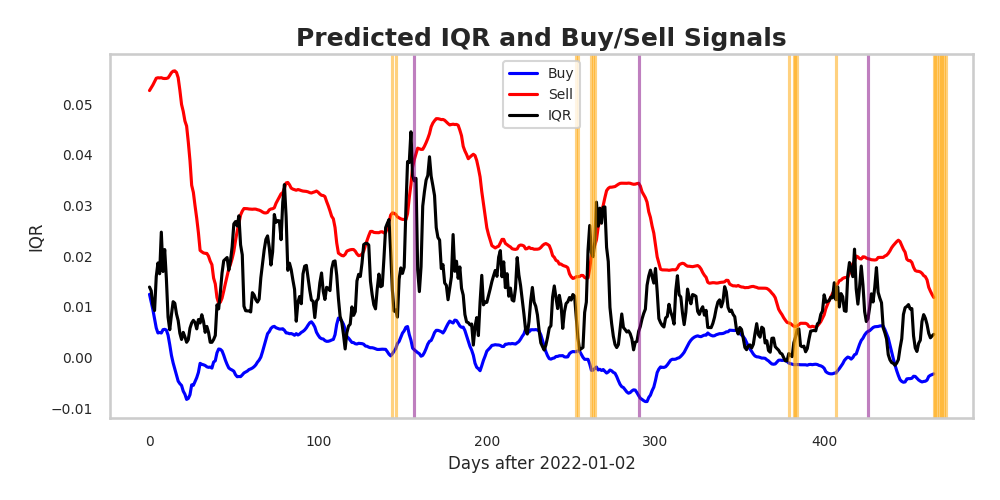 Predicted IQR and Buy/Sell Signals
Buy
Sell
IQR
0.05
0.04
0.03
0.02
0.01
0.00
−0.01
IQR
0
100
200
300
400
Days after 2022-01-02